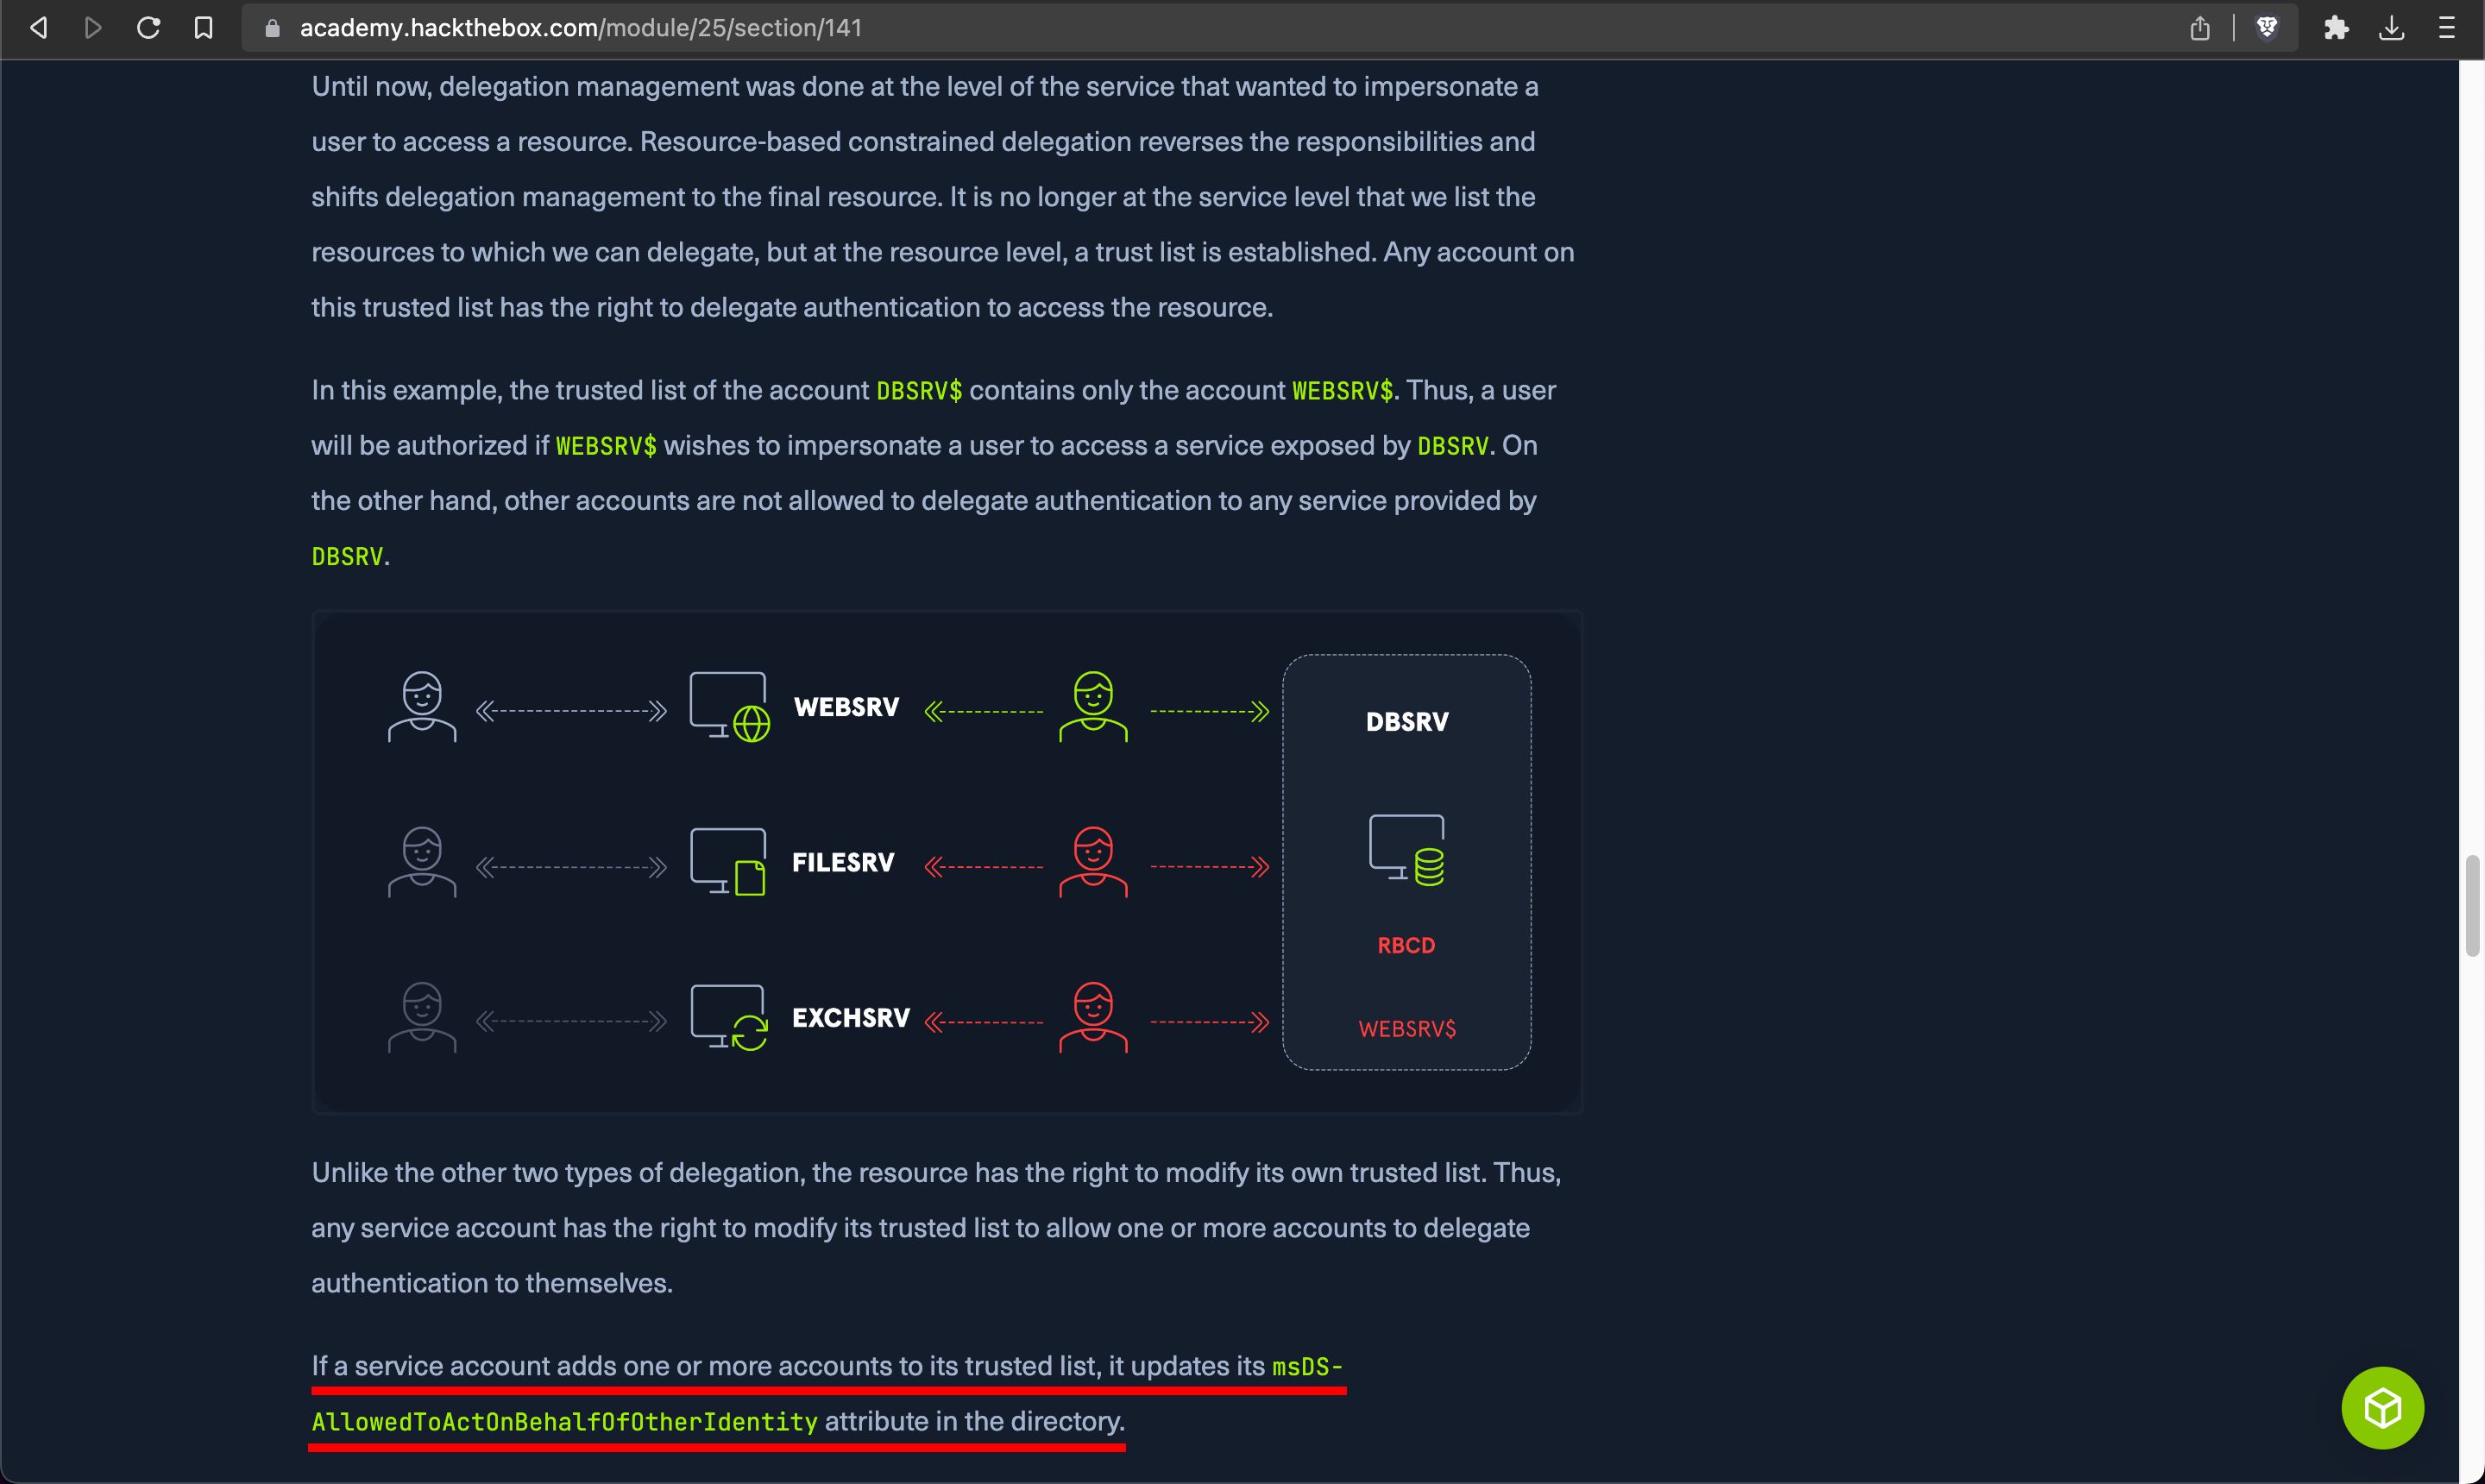 academy.hackthebox.com/module/25/section/141
Until now, delegation management was done at the level of the service that wanted to impersonate a
user to access a resource. Resource-based constrained delegation reverses the responsibilities and
shifts delegation management to the final resource. It is no longer at the service level that we list the
resources to which we can delegate, but at the resource level, a trust list is established. Any account on
this trusted list has the right to delegate authentication to access the resource.
In this example, the trusted list of the account DBSRV$ contains only the account WEBSRV$. Thus, a user
will be authorized if WEBSRV$ wishes to impersonate a user to access a service exposed by DBSRV. On
the other hand, other accounts are not allowed to delegate authentication to any service provided by
DBSRV.
WEBSRV
DBSRV
FILESRV
RBCD
EXCHSRV
WEBSRV$
Unlike the other two types of delegation, the resource has the right to modify its own trusted list. Thus,
any service account has the right to modify its trusted list to allow one or more accounts to delegate
authentication to themselves.
If a service account adds one or more accounts to its trusted list, it updates its msDS-
AllowedToActOnBehalfOfOtherIdentity attribute in the directory.